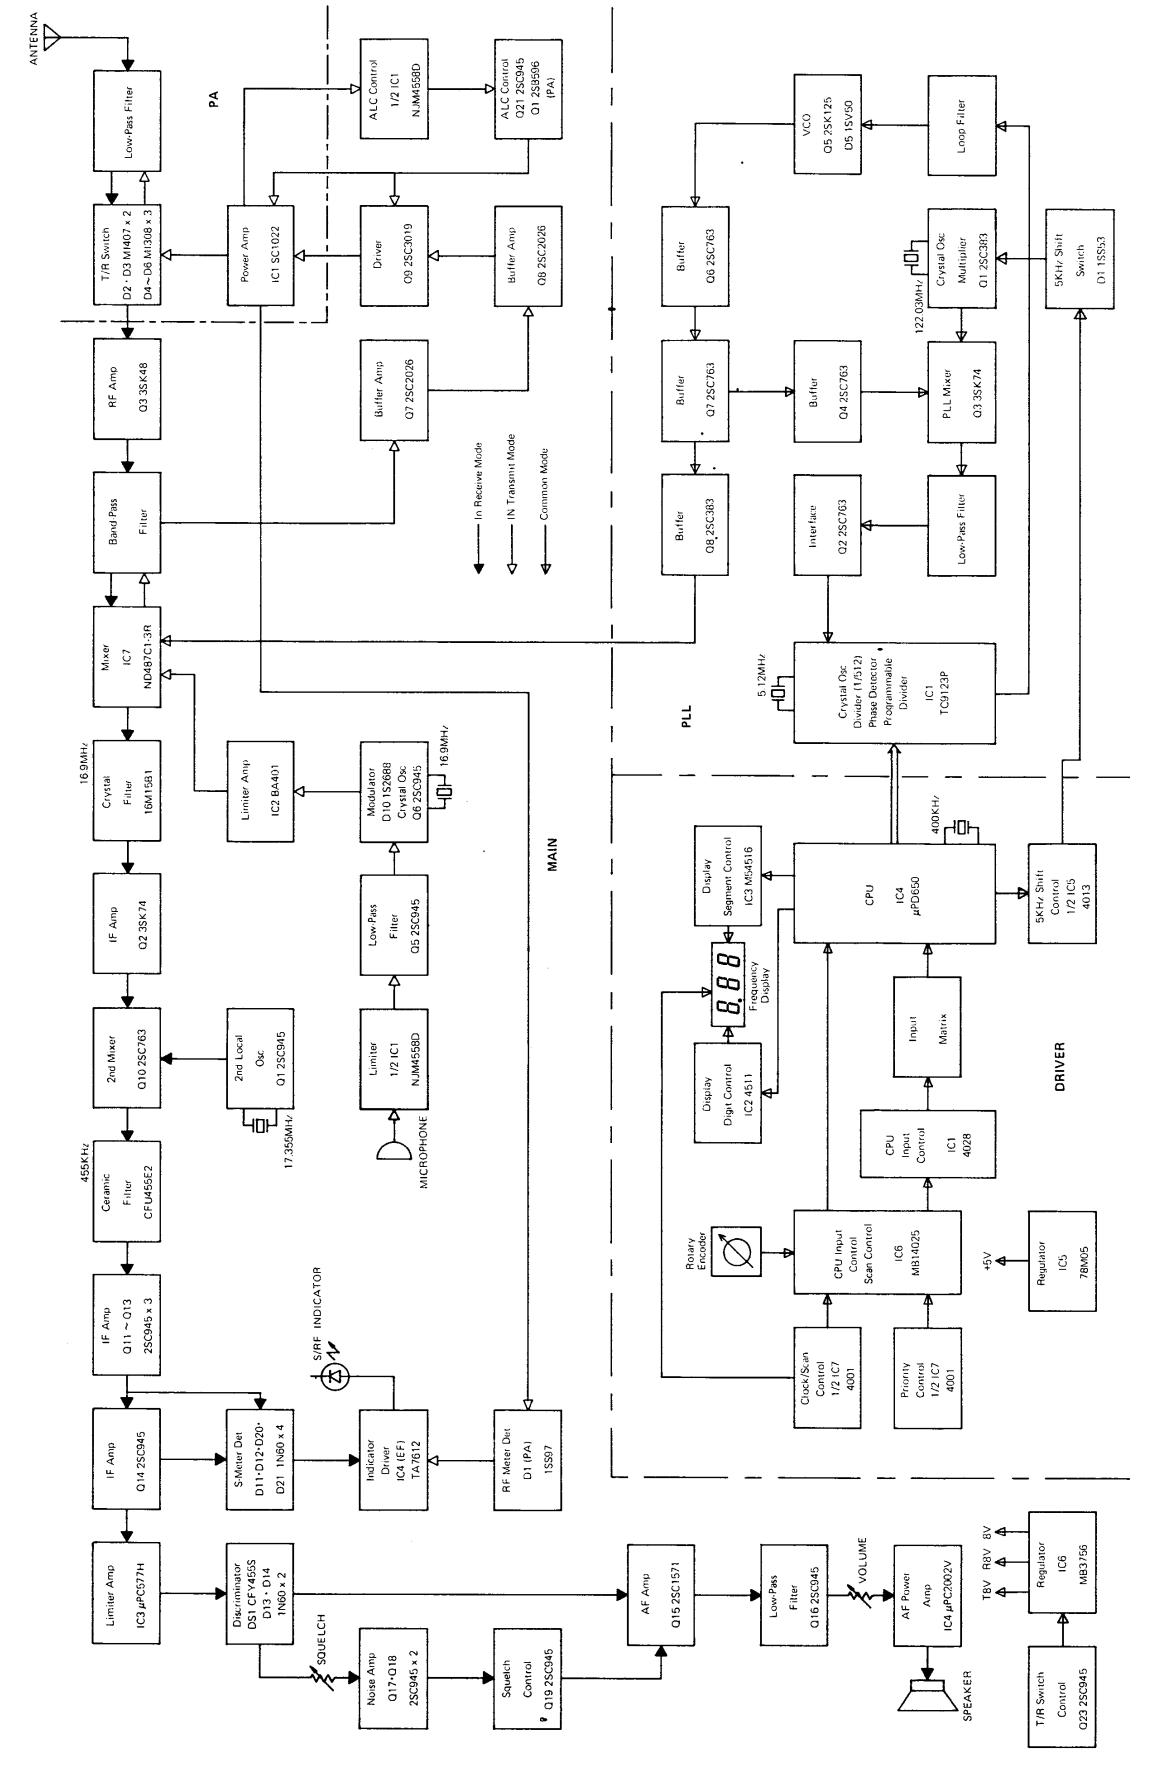 ANTENNA
Low-Pass Filter
T/R Switch
D2 · D3 MI407 x 2
D4~D6 MI308 x 3
RF Amp
Q3 3SK48
Band-Pass
Filter
Mixer
IC7
ND487C1-3R
16.9MHz
Crystal
Filter
16M15B1
IF Amp
Q2 3SK74
2nd Mixer
Q10 2SC763
455KHz
Ceramic
Filter
CFU455E2
IF Amp
Q11 ~ Q13
2SC945 x 3
IF Amp
Q14 2SC945
Limiter Amp
IC3 µPC577H
PA
Power Amp
IC1 SC1022
Limiter Amp
IC2 BA401
2nd Local
Osc
Q1 2SC945
17.355MHz
S-Meter Det
D11·D12·D20·
D21 1N60 x 4
Discriminator
DS1 CFY455S
D13 · D14
1N60 x 2
S/RF INDICATOR
SQUELCH
ALC Control
1/2 IC1
NJM4558D
Driver
Q9 2SC3019
Buffer Amp
Q7 2SC2026
Modulator
D10 1S2688
Crystal Osc
Q6 2SC945
16.9MHz
Low-Pass
Filter
Q5 2SC945
Limiter
1/2 IC1
NJM4558D
MICROPHONE
Indicator
Driver
IC4 (EF)
TA7612
Noise Amp
Q17·Q18
2SC945 x 2
ALC Control
Q21 2SC945
Q1 2SB596
(PA)
Buffer Amp
Q8 2SC2026
In Receive Mode
IN Transmit Mode
Common Mode
MAIN
RF Meter Det
D1 (PA)
1SS97
Squelch
Control
Q19 2SC945
AF Amp
Q15 2SC1571
Low-Pass
Filter
Q16 2SC945
VOLUME
AF Power
Amp
IC4 µPC2002V
SPEAKER
T8V R8V 8V
Regulator
IC6
MB3756
T/R Switch
Control
Q23 2SC945
PLL
VCO
Q5 2SK125
D5 1SV50
Loop Filter
Buffer
Q6 2SC763
Buffer
Q7 2SC763
Buffer
Q8 2SC383
Buffer
Q4 2SC763
122.03MHz
Crystal Osc
Multiplier
Q1 2SC383
5KHz Shift
Switch
D1 1SS53
PLL Mixer
Q3 3SK74
Interface
Q2 2SC763
Low-Pass Filter
5.12MHz
Crystal Osc
Divider (1/512)
Phase Detector
Programmable
Divider
IC1
TC9123P
DRIVER
Display
Segment Control
IC3 M54516
8.88
Frequency
Display
Display
Digit Control
IC2 4511
CPU
IC4
µPD650
400KHz
5KHz Shift
Control
1/2 IC5
4013
Input
Matrix
CPU
Input
Control
IC1
4028
Rotary
Encoder
CPU Input
Control
Scan Control
IC6
MB14025
Clock/Scan
Control
1/2 IC7
4001
Priority
Control
1/2 IC7
4001
+5V
Regulator
IC5
78M05